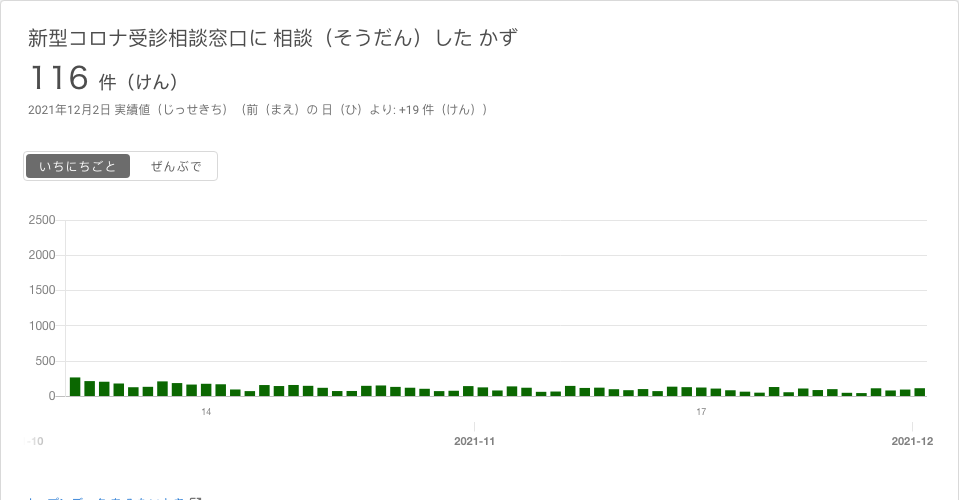 新型コロナ受診相談窓口に 相談（そうだん）した かず
116 件（けん）
2021年12月2日 実績値（じっせきち）（前（まえ）の 日（ひ）より: +19 件（けん））
いちにちごと ぜんぶで
2500
2000
1500
1000
500
0
14 17
-10 2021-11 2021-12